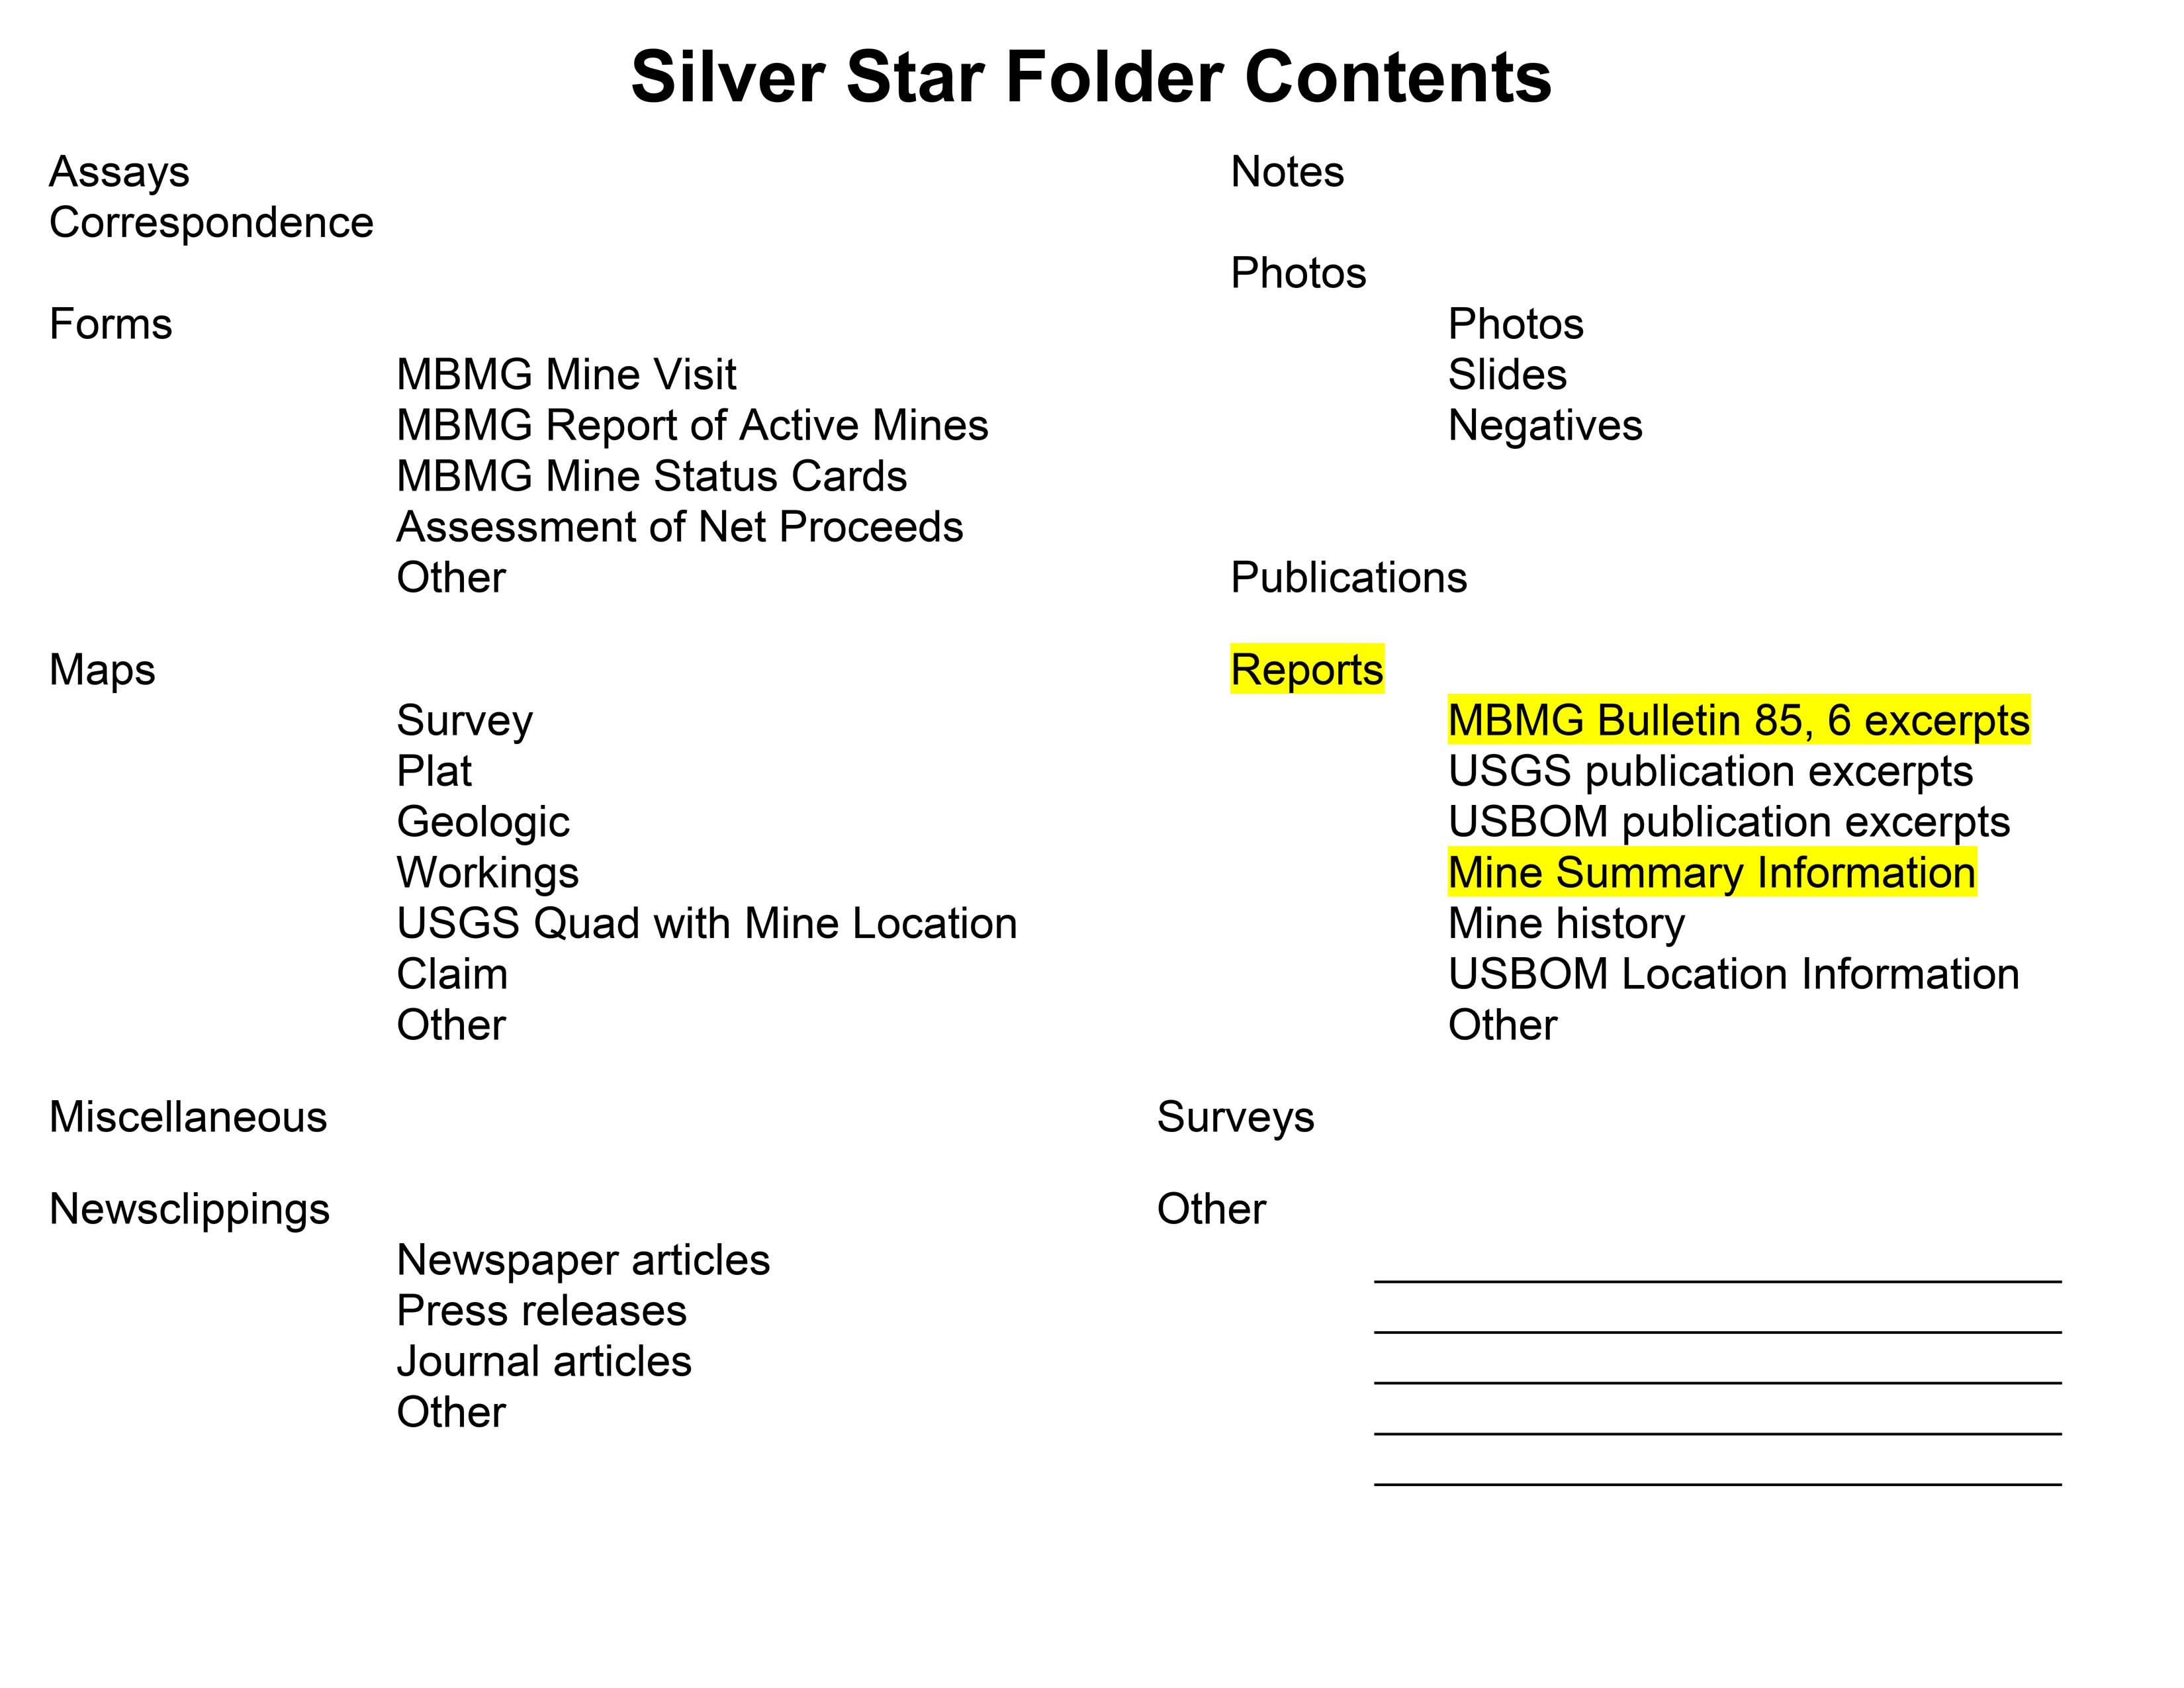 Silver Star Folder Contents
Assays
Correspondence
Forms
MBMG Mine Visit
MBMG Report of Active Mines
MBMG Mine Status Cards
Assessment of Net Proceeds
Other
Maps
Survey
Plat
Geologic
Workings
USGS Quad with Mine Location
Claim
Other
Miscellaneous
Newsclippings
Newspaper articles
Press releases
Journal articles
Other
Notes
Photos
Photos
Slides
Negatives
Publications
Reports
MBMG Bulletin 85, 6 excerpts
USGS publication excerpts
USBOM publication excerpts
Mine Summary Information
Mine history
USBOM Location Information
Other
Surveys
Other